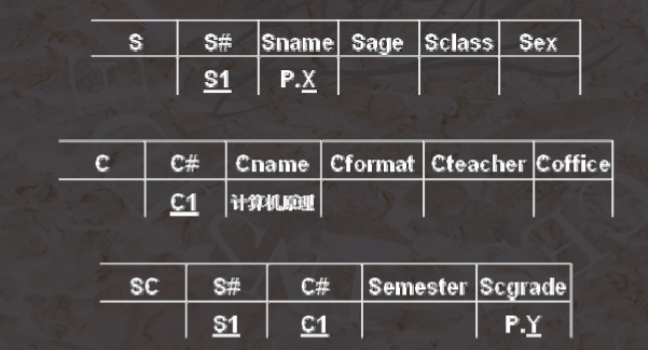 S S# Sname Sage Sclass Sex
S1 P.X
C C# Cname Cformat Cteacher Coffice
C1 计算机原理
SC S# C# Semester Scgrade
S1 C1 P.Y